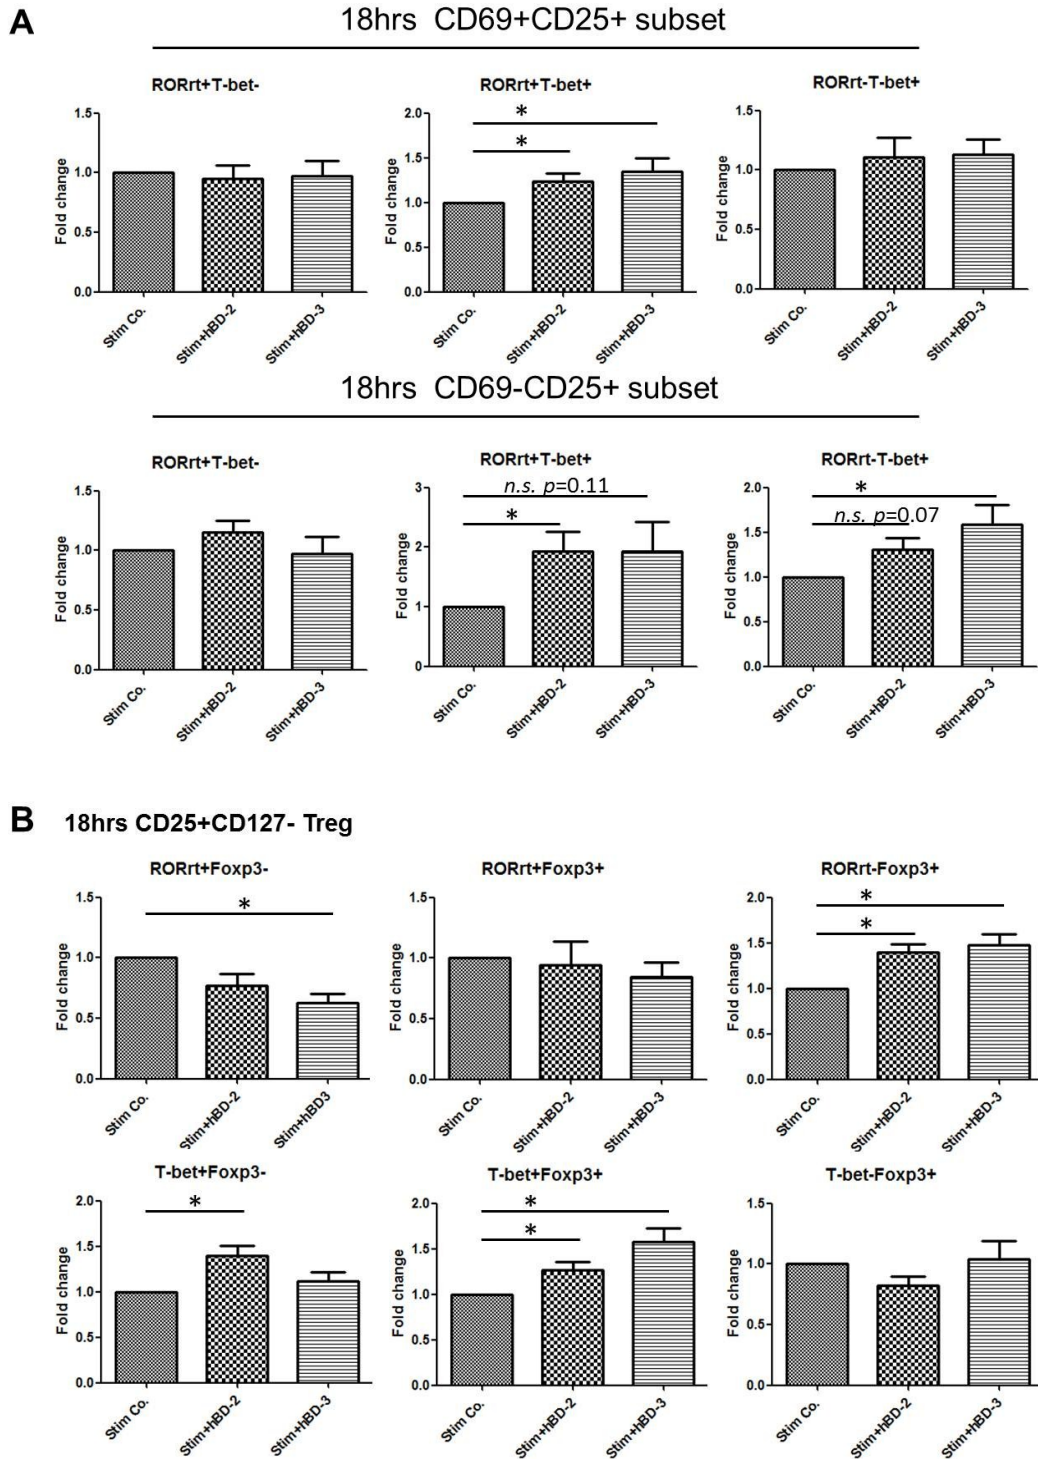 A
18hrs CD69+CD25+ subset
RORrt+T-bet-
Fold change
1.5
1.0
0.5
0.0
Stim Co.
Stim+hBD-2
Stim+hBD-3
RORrt+T-bet+
Fold change
2.0
1.5
1.0
0.5
0.0
*
*
Stim Co.
Stim+hBD-2
Stim+hBD-3
RORrt-T-bet+
Fold change
1.5
1.0
0.5
0.0
Stim Co.
Stim+hBD-2
Stim+hBD-3
18hrs CD69-CD25+ subset
RORrt+T-bet-
Fold change
1.5
1.0
0.5
0.0
Stim Co.
Stim+hBD-2
Stim+hBD-3
RORrt+T-bet+
Fold change
3
2
1
0
n.s. p=0.11
*
Stim Co.
Stim+hBD-2
Stim+hBD-3
RORrt-T-bet+
Fold change
2.0
1.5
1.0
0.5
0.0
*
n.s. p=0.07
Stim Co.
Stim+hBD-2
Stim+hBD-3
B 18hrs CD25+CD127- Treg
RORrt+Foxp3-
Fold change
1.5
1.0
0.5
0.0
*
Stim Co.
Stim+hBD-2
Stim+hBD3
RORrt+Foxp3+
Fold change
1.5
1.0
0.5
0.0
Stim Co.
Stim+hBD-2
Stim+hBD-3
RORrt-Foxp3+
Fold change
2.0
1.5
1.0
0.5
0.0
*
*
Stim Co.
Stim+hBD-2
Stim+hBD-3
T-bet+Foxp3-
Fold change
2.0
1.5
1.0
0.5
0.0
*
Stim Co.
Stim+hBD-2
Stim+hBD-3
T-bet+Foxp3+
Fold change
2.0
1.5
1.0
0.5
0.0
*
*
Stim Co.
Stim+hBD-2
Stim+hBD-3
T-bet-Foxp3+
Fold change
1.5
1.0
0.5
0.0
Stim Co.
Stim+hBD-2
Stim+hBD-3